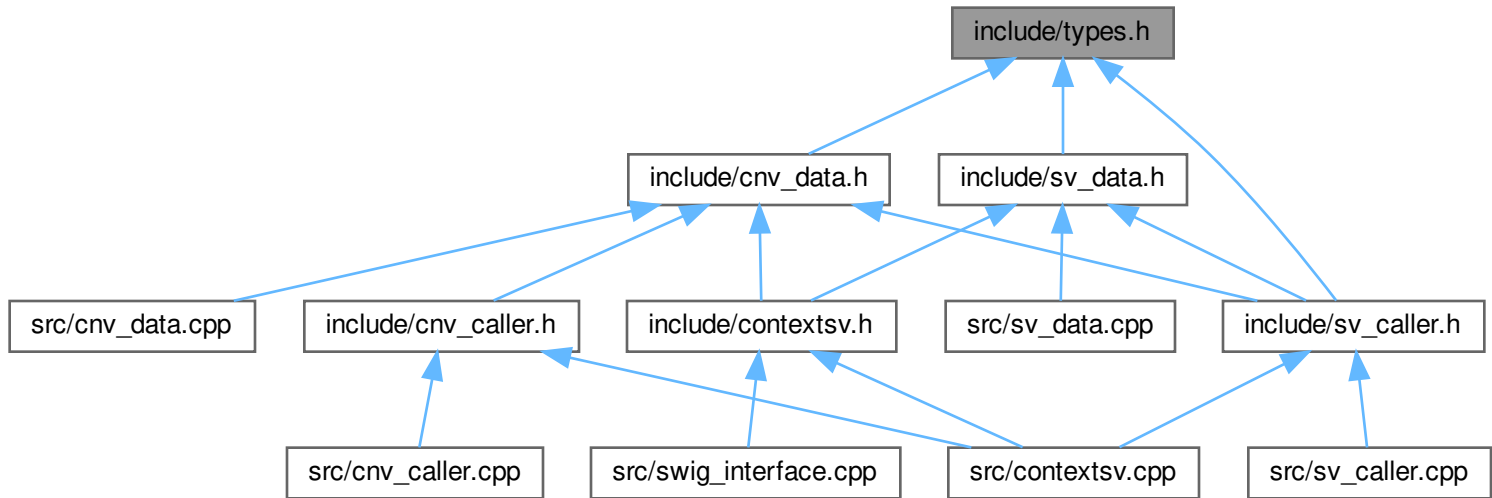 include/types.h
include/cnv_data.h
include/sv_data.h
src/cnv_data.cpp
include/cnv_caller.h
include/contextsv.h
src/sv_data.cpp
include/sv_caller.h
src/cnv_caller.cpp
src/swig_interface.cpp
src/contextsv.cpp
src/sv_caller.cpp